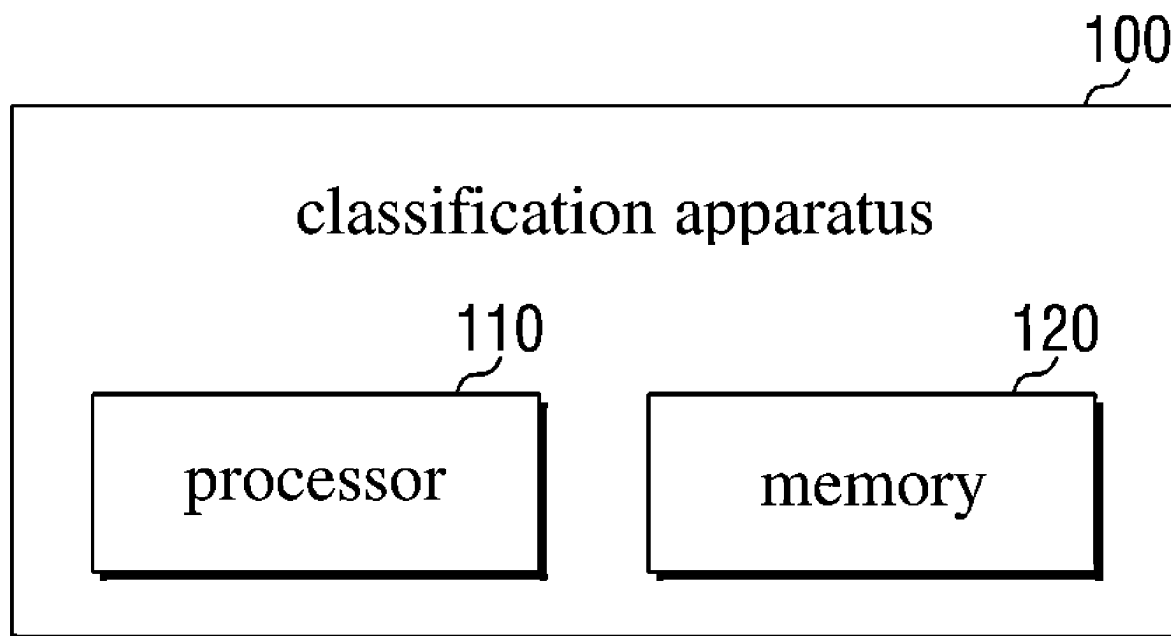 100
classification apparatus
110 120
processor memory